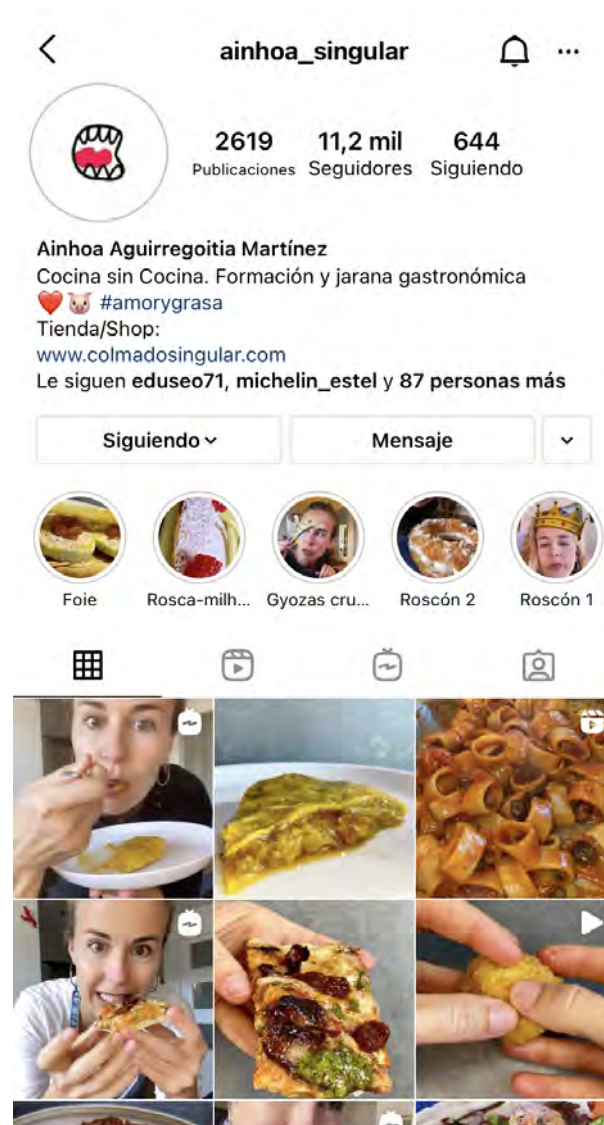 ainhoa_singular
2619 11,2 mil 644
Publicaciones Seguidores Siguiendo
Ainhoa Aguirregoitia Martínez
Cocina sin Cocina. Formación y jarana gastronómica
❤️🐷 #amorygrasa
Tienda/Shop:
www.colmadosingular.com
Le siguen eduseo71, michelin_estel y 87 personas más
Siguiendo Mensaje
Foie Rosca-milh... Gyozas cru... Roscón 2 Roscón 1